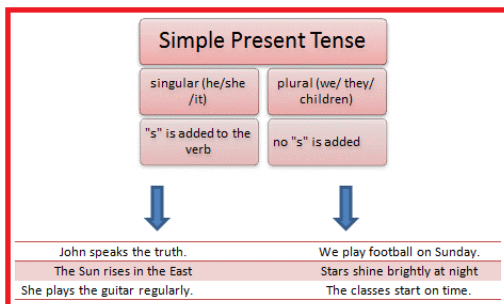 Simple Present Tense
singular (he/she
/it)
plural (we/ they/
children)
"s" is added to the
verb
no "s" is added
John speaks the truth.
We play football on Sunday.
The Sun rises in the East
Stars shine brightly at night
She plays the guitar regularly.
The classes start on time.